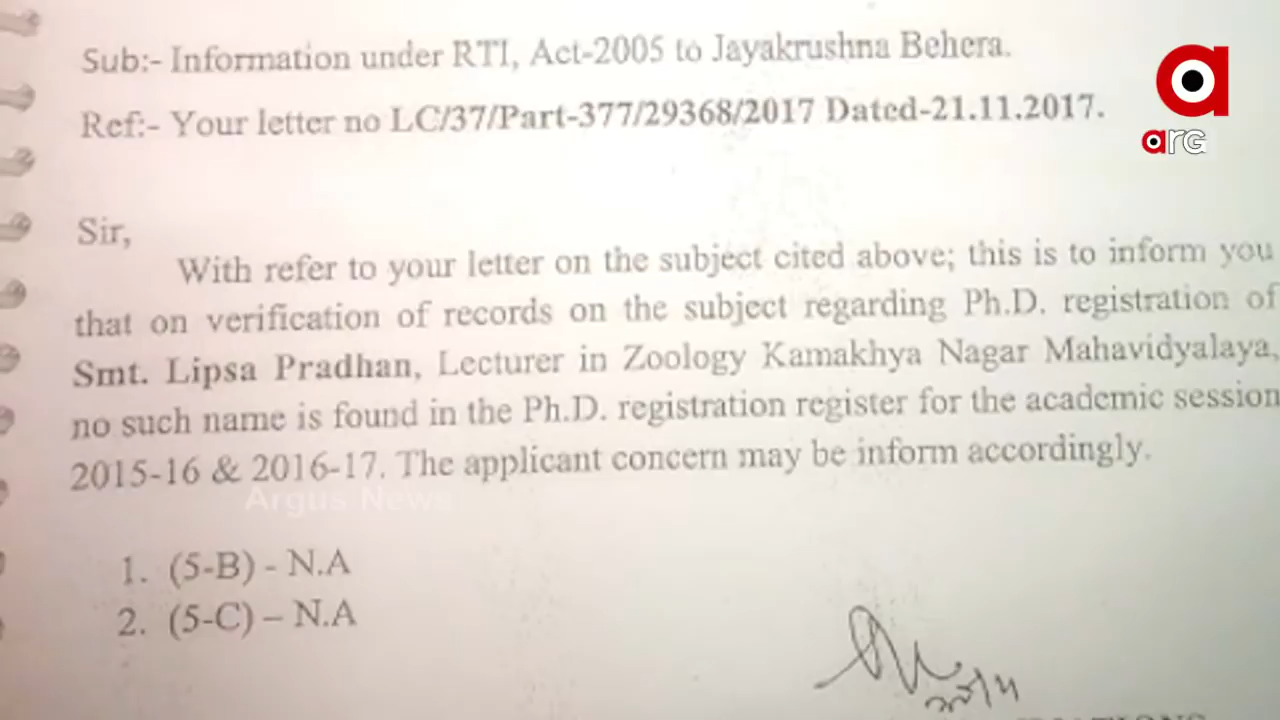 Sub:- Information under RTI, Act-2005 to Jayakrushna Behera.
Ref:- Your letter no LC/37/Part-377/29368/2017 Dated-21.11.2017.
arG
Sir,
With refer to your letter on the subject cited above; this is to inform you
that on verification of records on the subject regarding Ph.D. registration of
Smt. Lipsa Pradhan, Lecturer in Zoology Kamakhya Nagar Mahavidyalaya,
no such name is found in the Ph.D. registration register for the academic session
2015-16 & 2016-17. The applicant concern may be inform accordingly.
Argus News
1. (5-B) - N.A
2. (5-C) – N.A